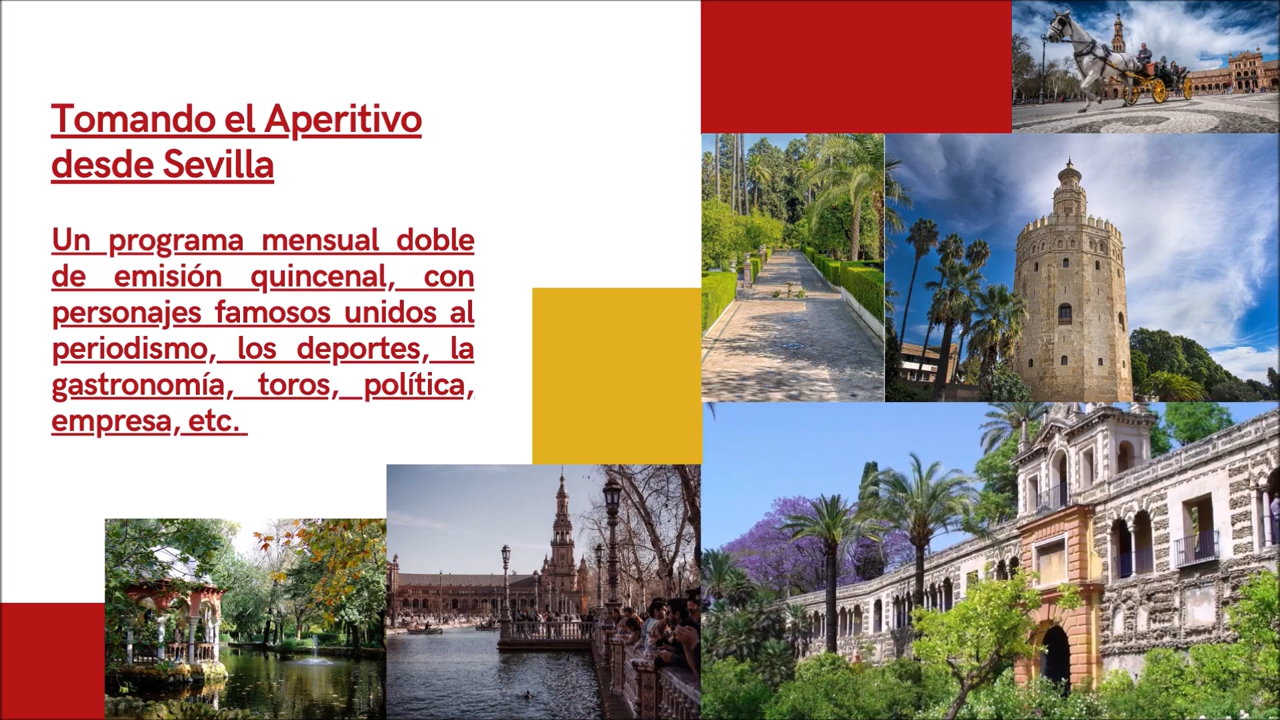 Tomando el Aperitivo
desde Sevilla
Un programa mensual doble
de emisión quincenal, con
personajes famosos unidos al
periodismo, los deportes, la
gastronomía, toros, política,
empresa, etc.